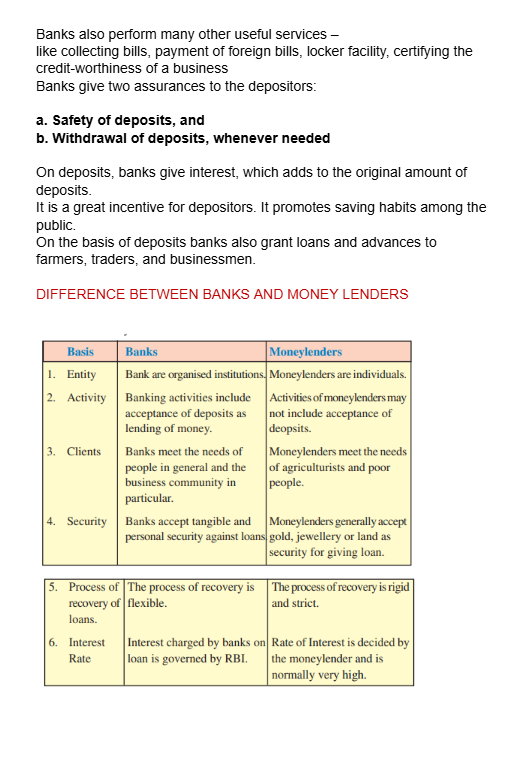 Banks also perform many other useful services –
like collecting bills, payment of foreign bills, locker facility, certifying the
credit-worthiness of a business
Banks give two assurances to the depositors:
a. Safety of deposits, and
b. Withdrawal of deposits, whenever needed
On deposits, banks give interest, which adds to the original amount of
deposits.
It is a great incentive for depositors. It promotes saving habits among the
public.
On the basis of deposits banks also grant loans and advances to
farmers, traders, and businessmen.
DIFFERENCE BETWEEN BANKS AND MONEY LENDERS
Basis Banks Moneylenders
1. Entity Bank are organised institutions. Moneylenders are individuals.
2. Activity Banking activities include Activities of moneylenders may
acceptance of deposits as not include acceptance of
lending of money. deopsits.
3. Clients Banks meet the needs of Moneylenders meet the needs
people in general and the of agriculturists and poor
business community in people.
particular.
4. Security Banks accept tangible and Moneylenders generally accept
personal security against loans gold, jewellery or land as
security for giving loan.
5. Process of The process of recovery is The process of recovery is rigid
recovery of flexible. and strict.
loans.
6. Interest Interest charged by banks on Rate of Interest is decided by
Rate loan is governed by RBI. the moneylender and is
normally very high.